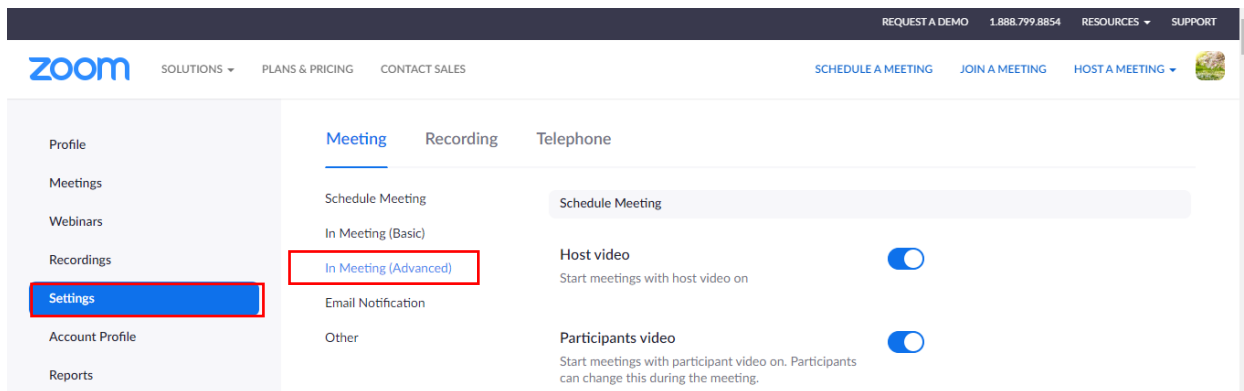 REQUEST A DEMO 1.888.799.8854 RESOURCES SUPPORT
zoom SOLUTIONS PLANS & PRICING CONTACT SALES SCHEDULE A MEETING JOIN A MEETING HOST A MEETING
Profile
Meetings
Webinars
Recordings
Settings
Account Profile
Reports
Meeting Recording Telephone
Schedule Meeting
In Meeting (Basic)
In Meeting (Advanced)
Email Notification
Other
Schedule Meeting
Host video
Start meetings with host video on
Participants video
Start meetings with participant video on. Participants
can change this during the meeting.